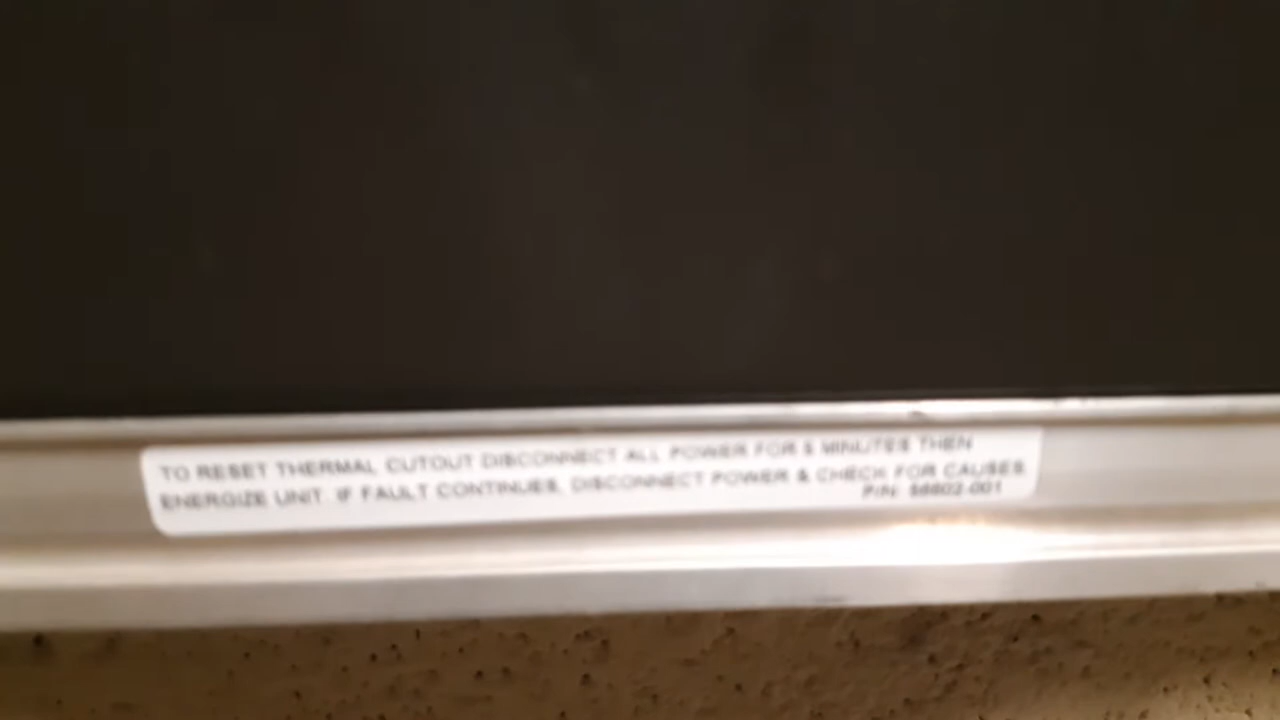 TO RESET THERMAL CUTOUT DISCONNECT ALL POWER FOR 5 MINUTES THEN
ENERGIZE UNIT. IF FAULT CONTINUES, DISCONNECT POWER & CHECK FOR CAUSES
P/N: